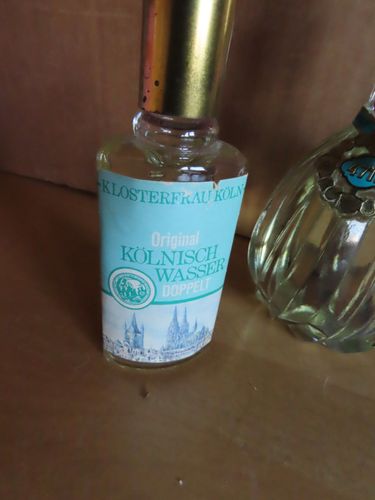 KLOSTERFRAU KÖLN
Original
KÖLNISCH
WASSER
DOPPELT